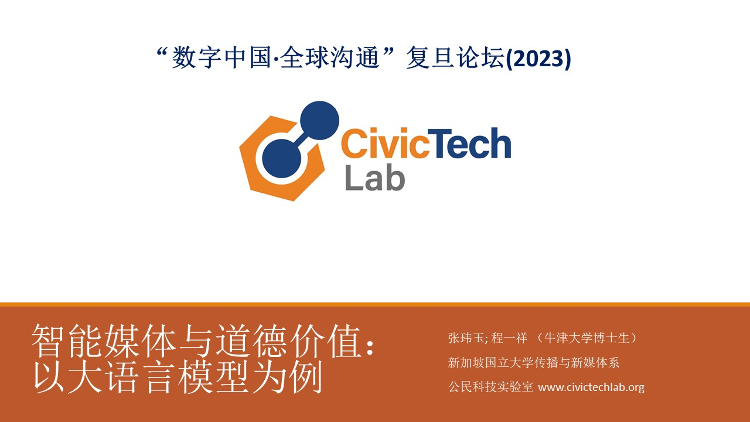 “数字中国·全球沟通”复旦论坛(2023)
CivicTech
Lab
智能媒体与道德价值：
以大语言模型为例
张玮玉; 程一祥 （牛津大学博士生）
新加坡国立大学传播与新媒体系
公民科技实验室 www.civictechlab.org